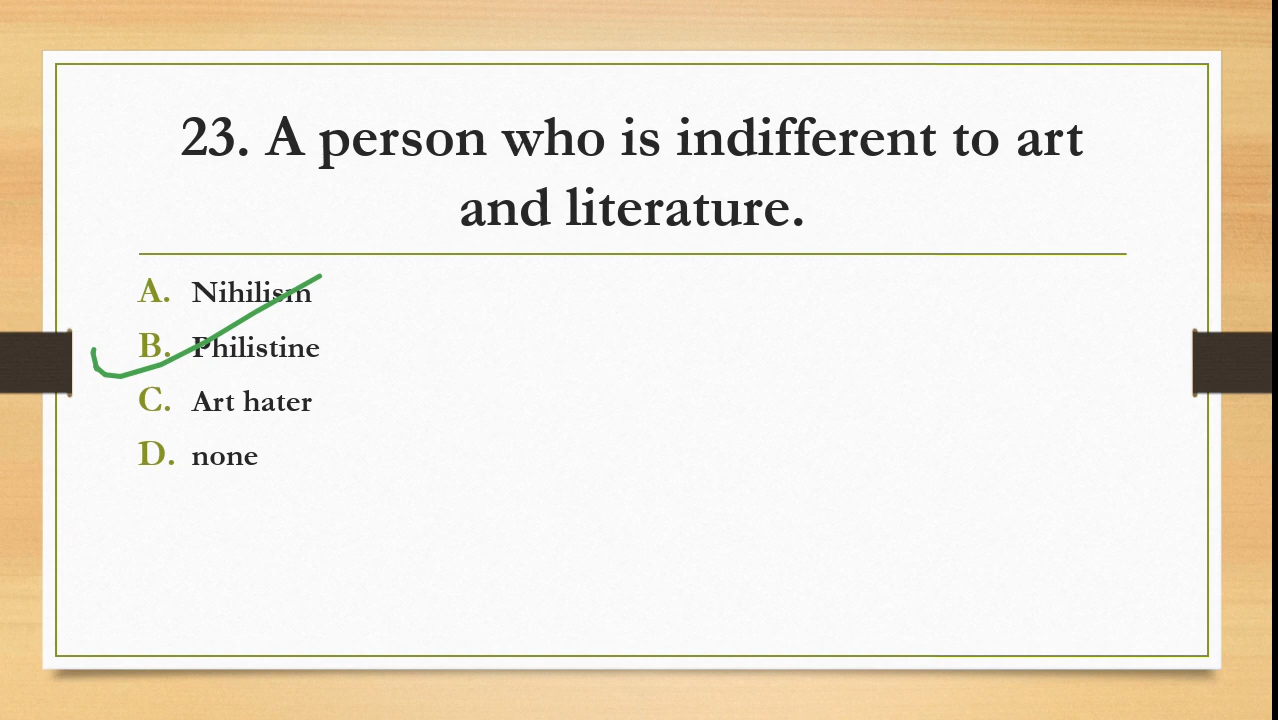 23. A person who is indifferent to art
and literature.
A. Nihilism
B. Philistine
C. Art hater
D. none